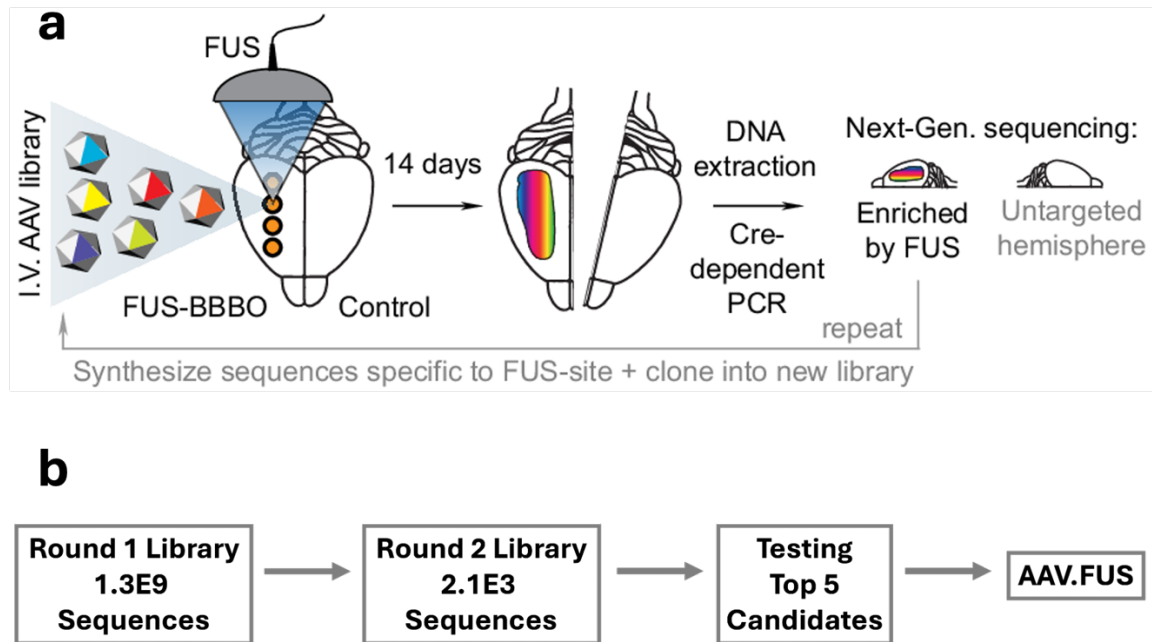 a
FUS
I.V. AAV library
FUS-BBBO
Control
14 days
DNA
extraction
Cre-
dependent
PCR
Next-Gen. sequencing:
Enriched
by FUS
Untargeted
hemisphere
repeat
Synthesize sequences specific to FUS-site + clone into new library
b
Round 1 Library
1.3E9
Sequences
Round 2 Library
2.1E3
Sequences
Testing
Top 5
Candidates
AAV.FUS